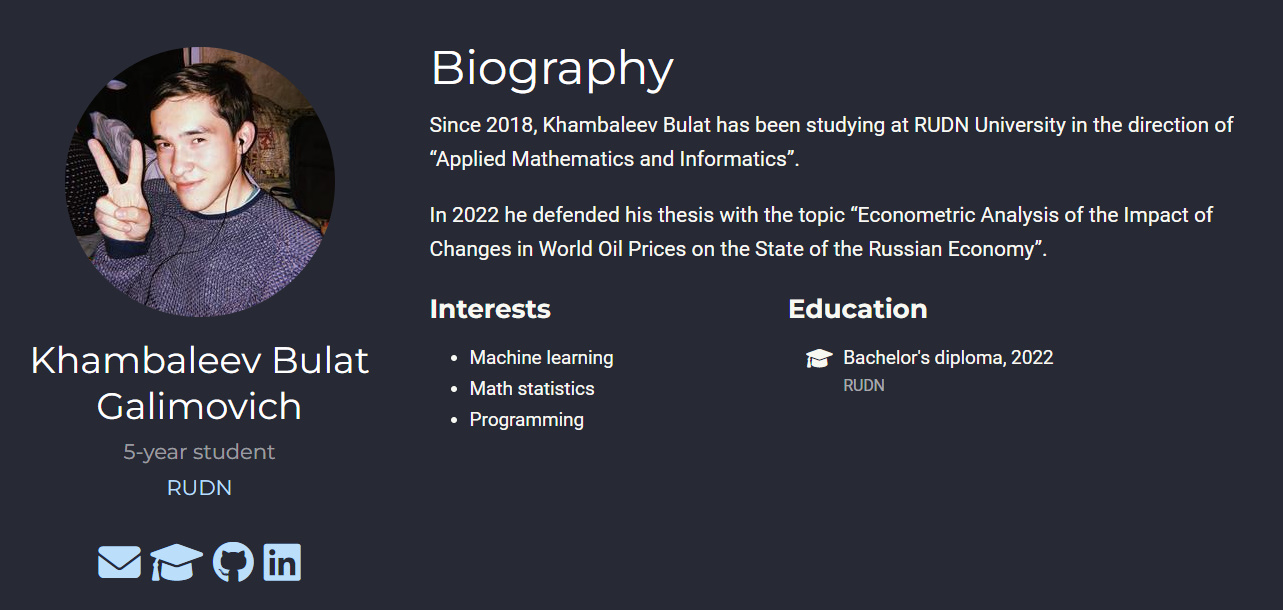 Khambaleev Bulat
Galimovich
5-year student
RUDN
Biography
Since 2018, Khambaleev Bulat has been studying at RUDN University in the direction of
“Applied Mathematics and Informatics”.
In 2022 he defended his thesis with the topic “Econometric Analysis of the Impact of
Changes in World Oil Prices on the State of the Russian Economy”.
Interests
Machine learning
Math statistics
Programming
Education
Bachelor's diploma, 2022
RUDN
in